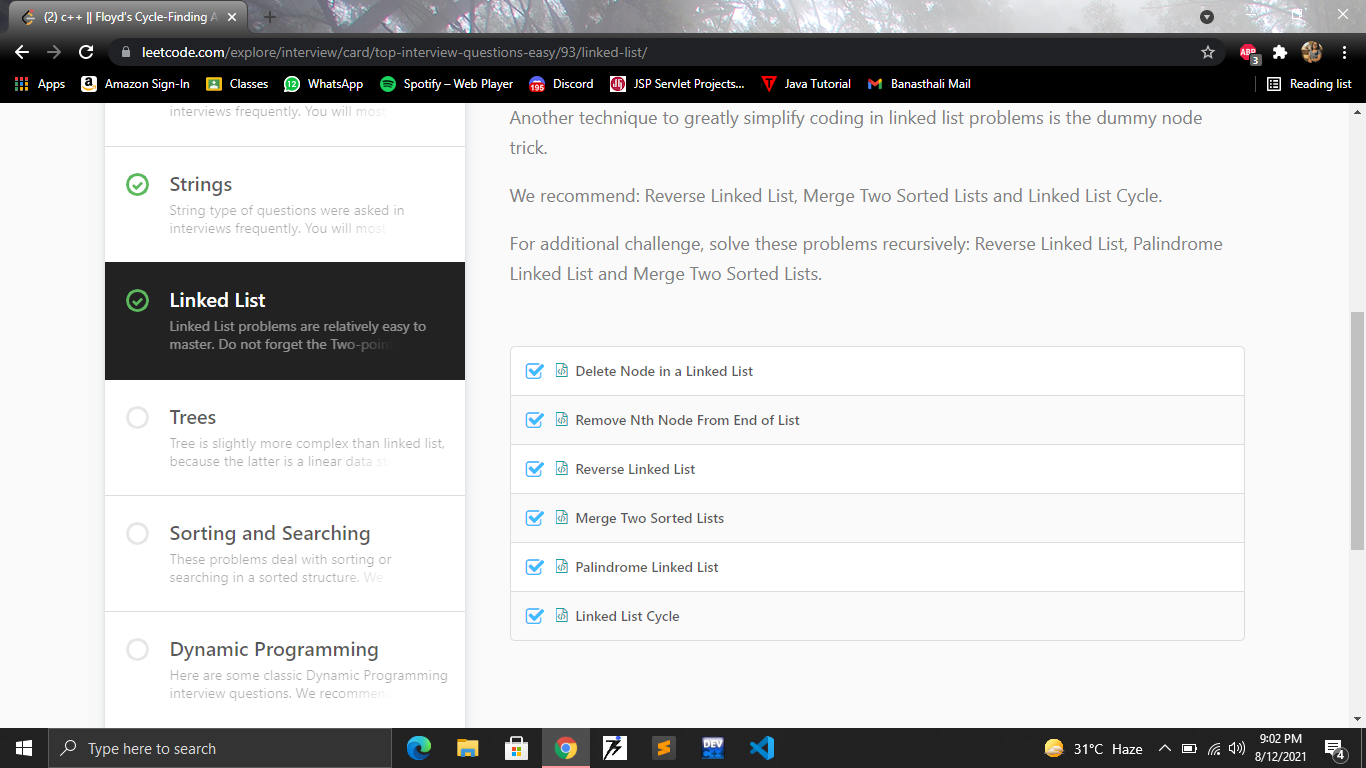 (2) c++ || Floyd's Cycle-Finding A
leetcode.com/explore/interview/card/top-interview-questions-easy/93/linked-list/
ABP
3
Apps
Amazon Sign-In
Classes
12
WhatsApp
Spotify – Web Player
195
Discord
JSP Servlet Projects...
Java Tutorial
Banasthali Mail
Reading list
interviews frequently. You will most
Strings
String type of questions were asked in
interviews frequently. You will most
Linked List
Linked List problems are relatively easy to
master. Do not forget the Two-poin
Trees
Tree is slightly more complex than linked list,
because the latter is a linear data st
Sorting and Searching
These problems deal with sorting or
searching in a sorted structure. We
Dynamic Programming
Here are some classic Dynamic Programming
interview questions. We recommen
Another technique to greatly simplify coding in linked list problems is the dummy node
trick.
We recommend: Reverse Linked List, Merge Two Sorted Lists and Linked List Cycle.
For additional challenge, solve these problems recursively: Reverse Linked List, Palindrome
Linked List and Merge Two Sorted Lists.
Delete Node in a Linked List
Remove Nth Node From End of List
Reverse Linked List
Merge Two Sorted Lists
Palindrome Linked List
Linked List Cycle
Type here to search
DEV
31°C Haze
9:02 PM
8/12/2021
4